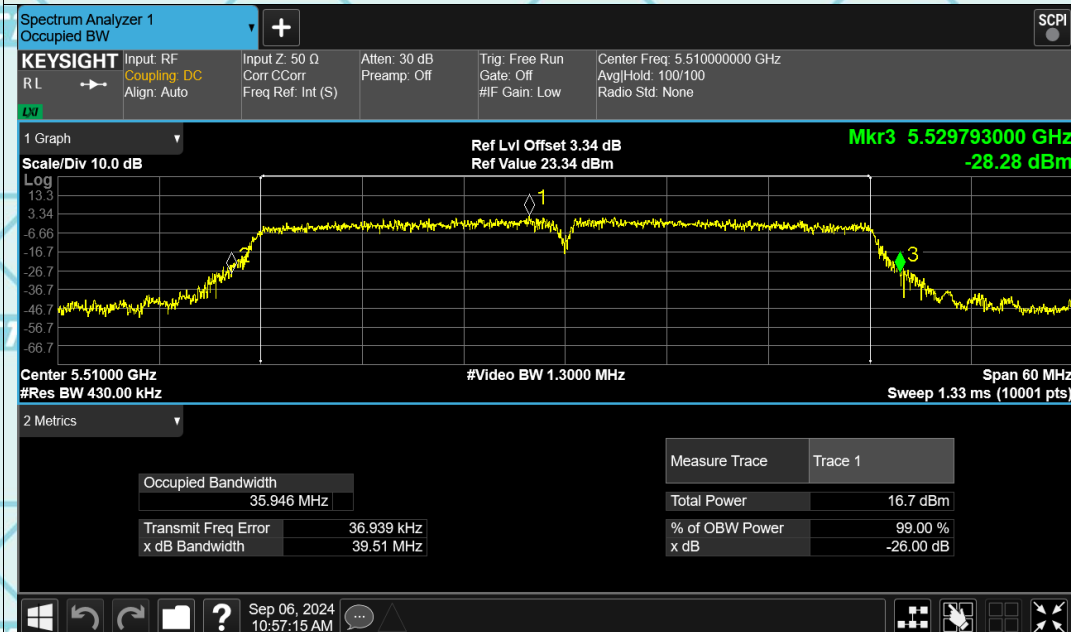 Spectrum Analyzer 1
Occupied BW
+
SCPI
KEYSIGHT
RL
LXI
Input: RF
Coupling: DC
Align: Auto
Input Z: 50 Ω
Corr CCorr
Freq Ref: Int (S)
Atten: 30 dB
Preamp: Off
Trig: Free Run
Gate: Off
#IF Gain: Low
Center Freq: 5.510000000 GHz
Avg|Hold: 100/100
Radio Std: None
1 Graph
Scale/Div 10.0 dB
Ref Lvl Offset 3.34 dB
Ref Value 23.34 dBm
Mkr3 5.529793000 GHz
-28.28 dBm
Log
13.3
3.34
-6.66
-16.7
-26.7
-36.7
-46.7
-56.7
-66.7
1
2
3
Center 5.51000 GHz
#Video BW 1.3000 MHz
Span 60 MHz
#Res BW 430.00 kHz
Sweep 1.33 ms (10001 pts)
2 Metrics
Occupied Bandwidth
35.946 MHz
Transmit Freq Error 36.939 kHz
x dB Bandwidth 39.51 MHz
Measure Trace Trace 1
Total Power 16.7 dBm
% of OBW Power 99.00 %
x dB -26.00 dB
?
Sep 06, 2024
10:57:15 AM